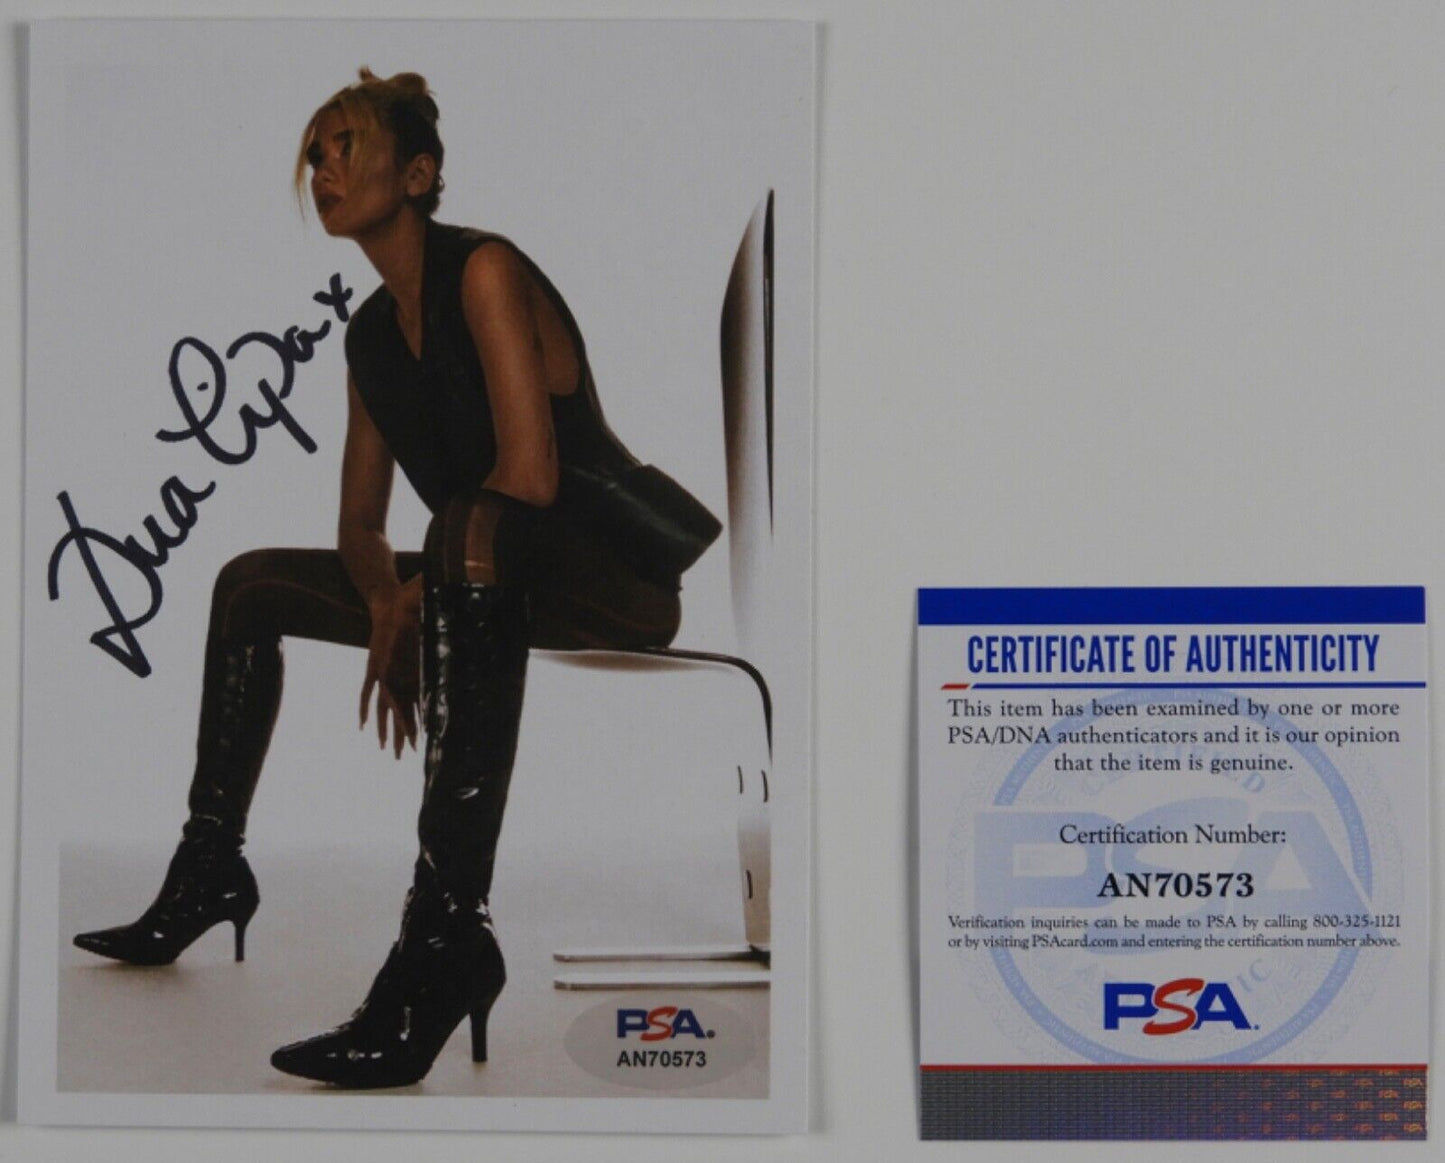 Dua Lipa x
PSA.
AN70573
CERTIFICATE OF AUTHENTICITY
This item has been examined by one or more
PSA/DNA authenticators and it is our opinion
that the item is genuine.
Certification Number:
AN70573
Verification inquiries can be made to PSA by calling 800-325-1121
or by visiting PSAcard.com and entering the certification number above.
PSA.